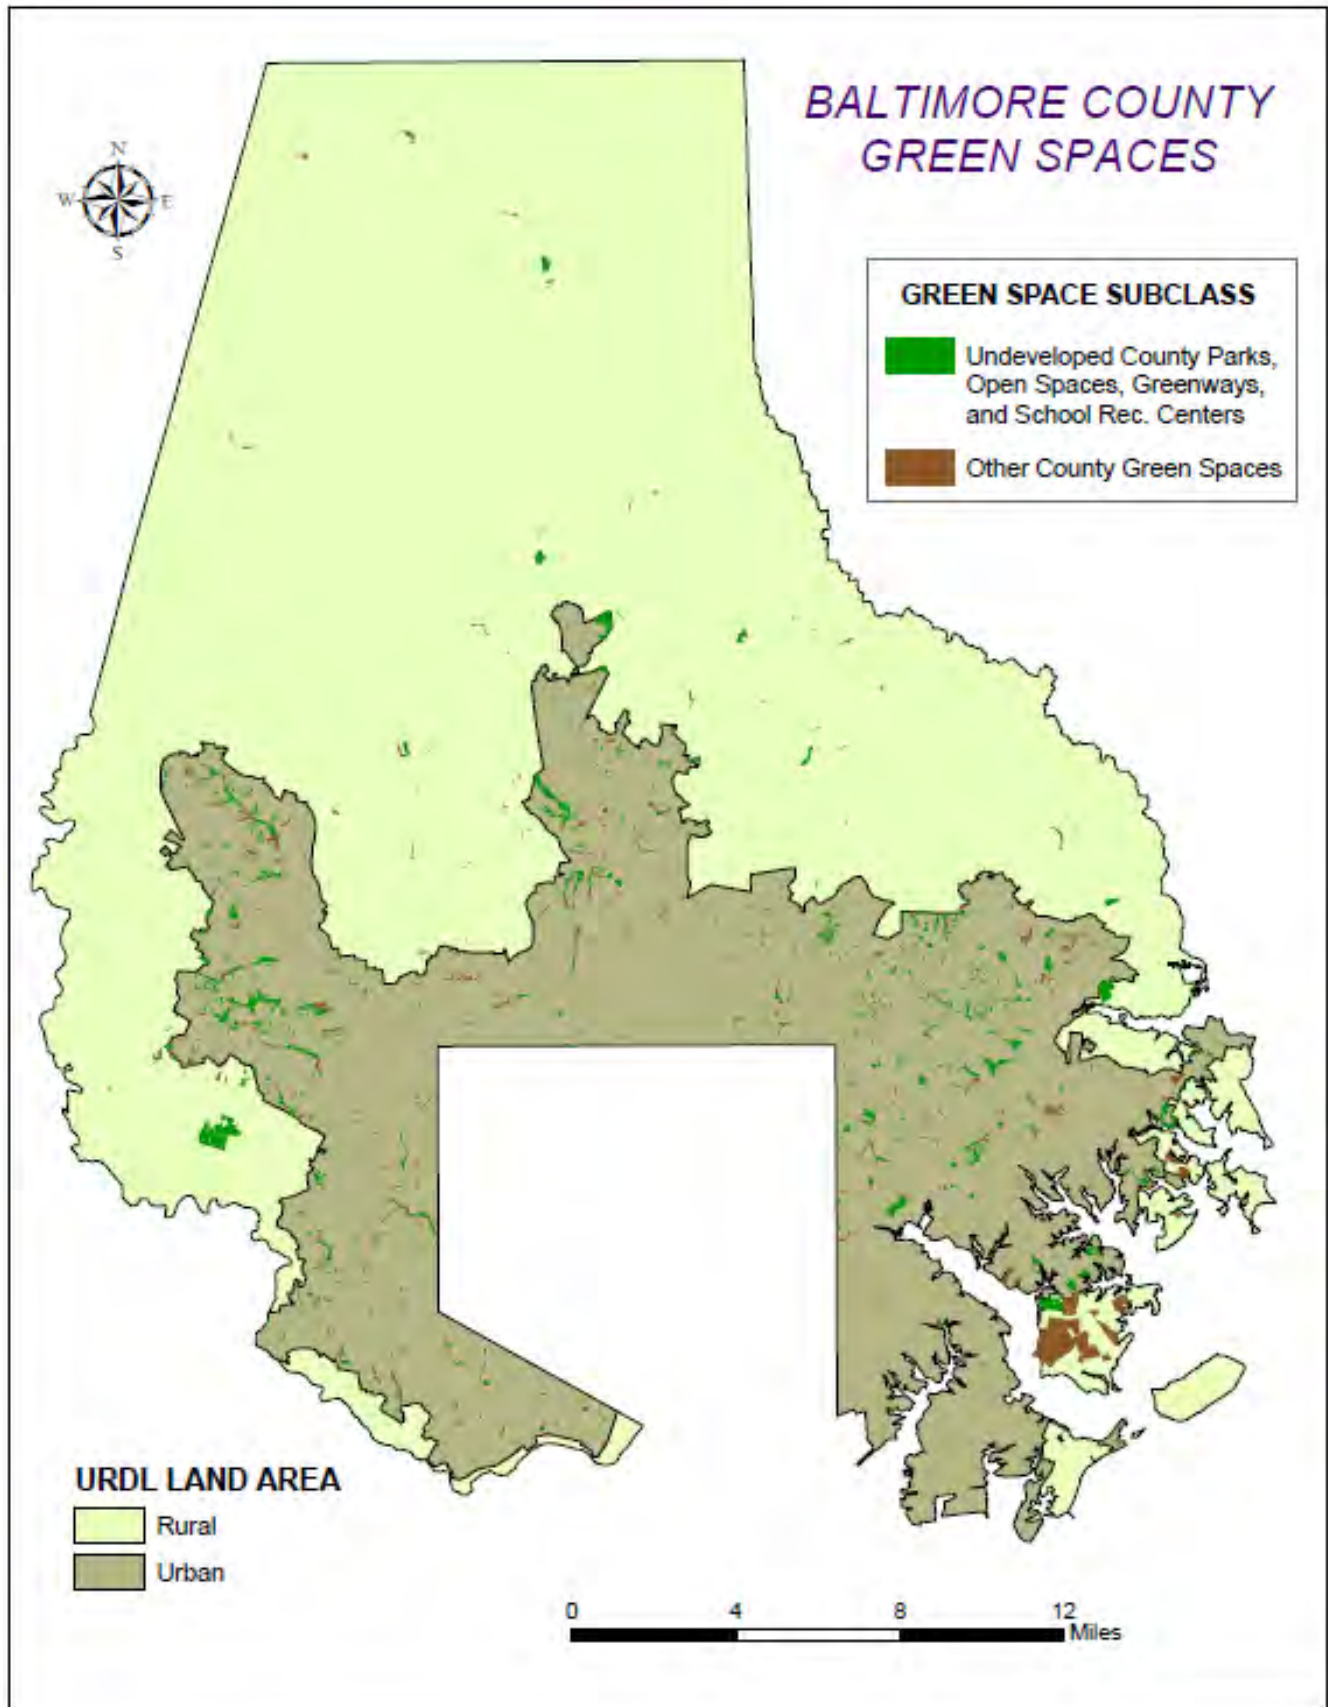 BALTIMORE COUNTY
GREEN SPACES
N
W E
S
GREEN SPACE SUBCLASS
Undeveloped County Parks,
Open Spaces, Greenways,
and School Rec. Centers
Other County Green Spaces
URDL LAND AREA
Rural
Urban
0 4 8 12
Miles